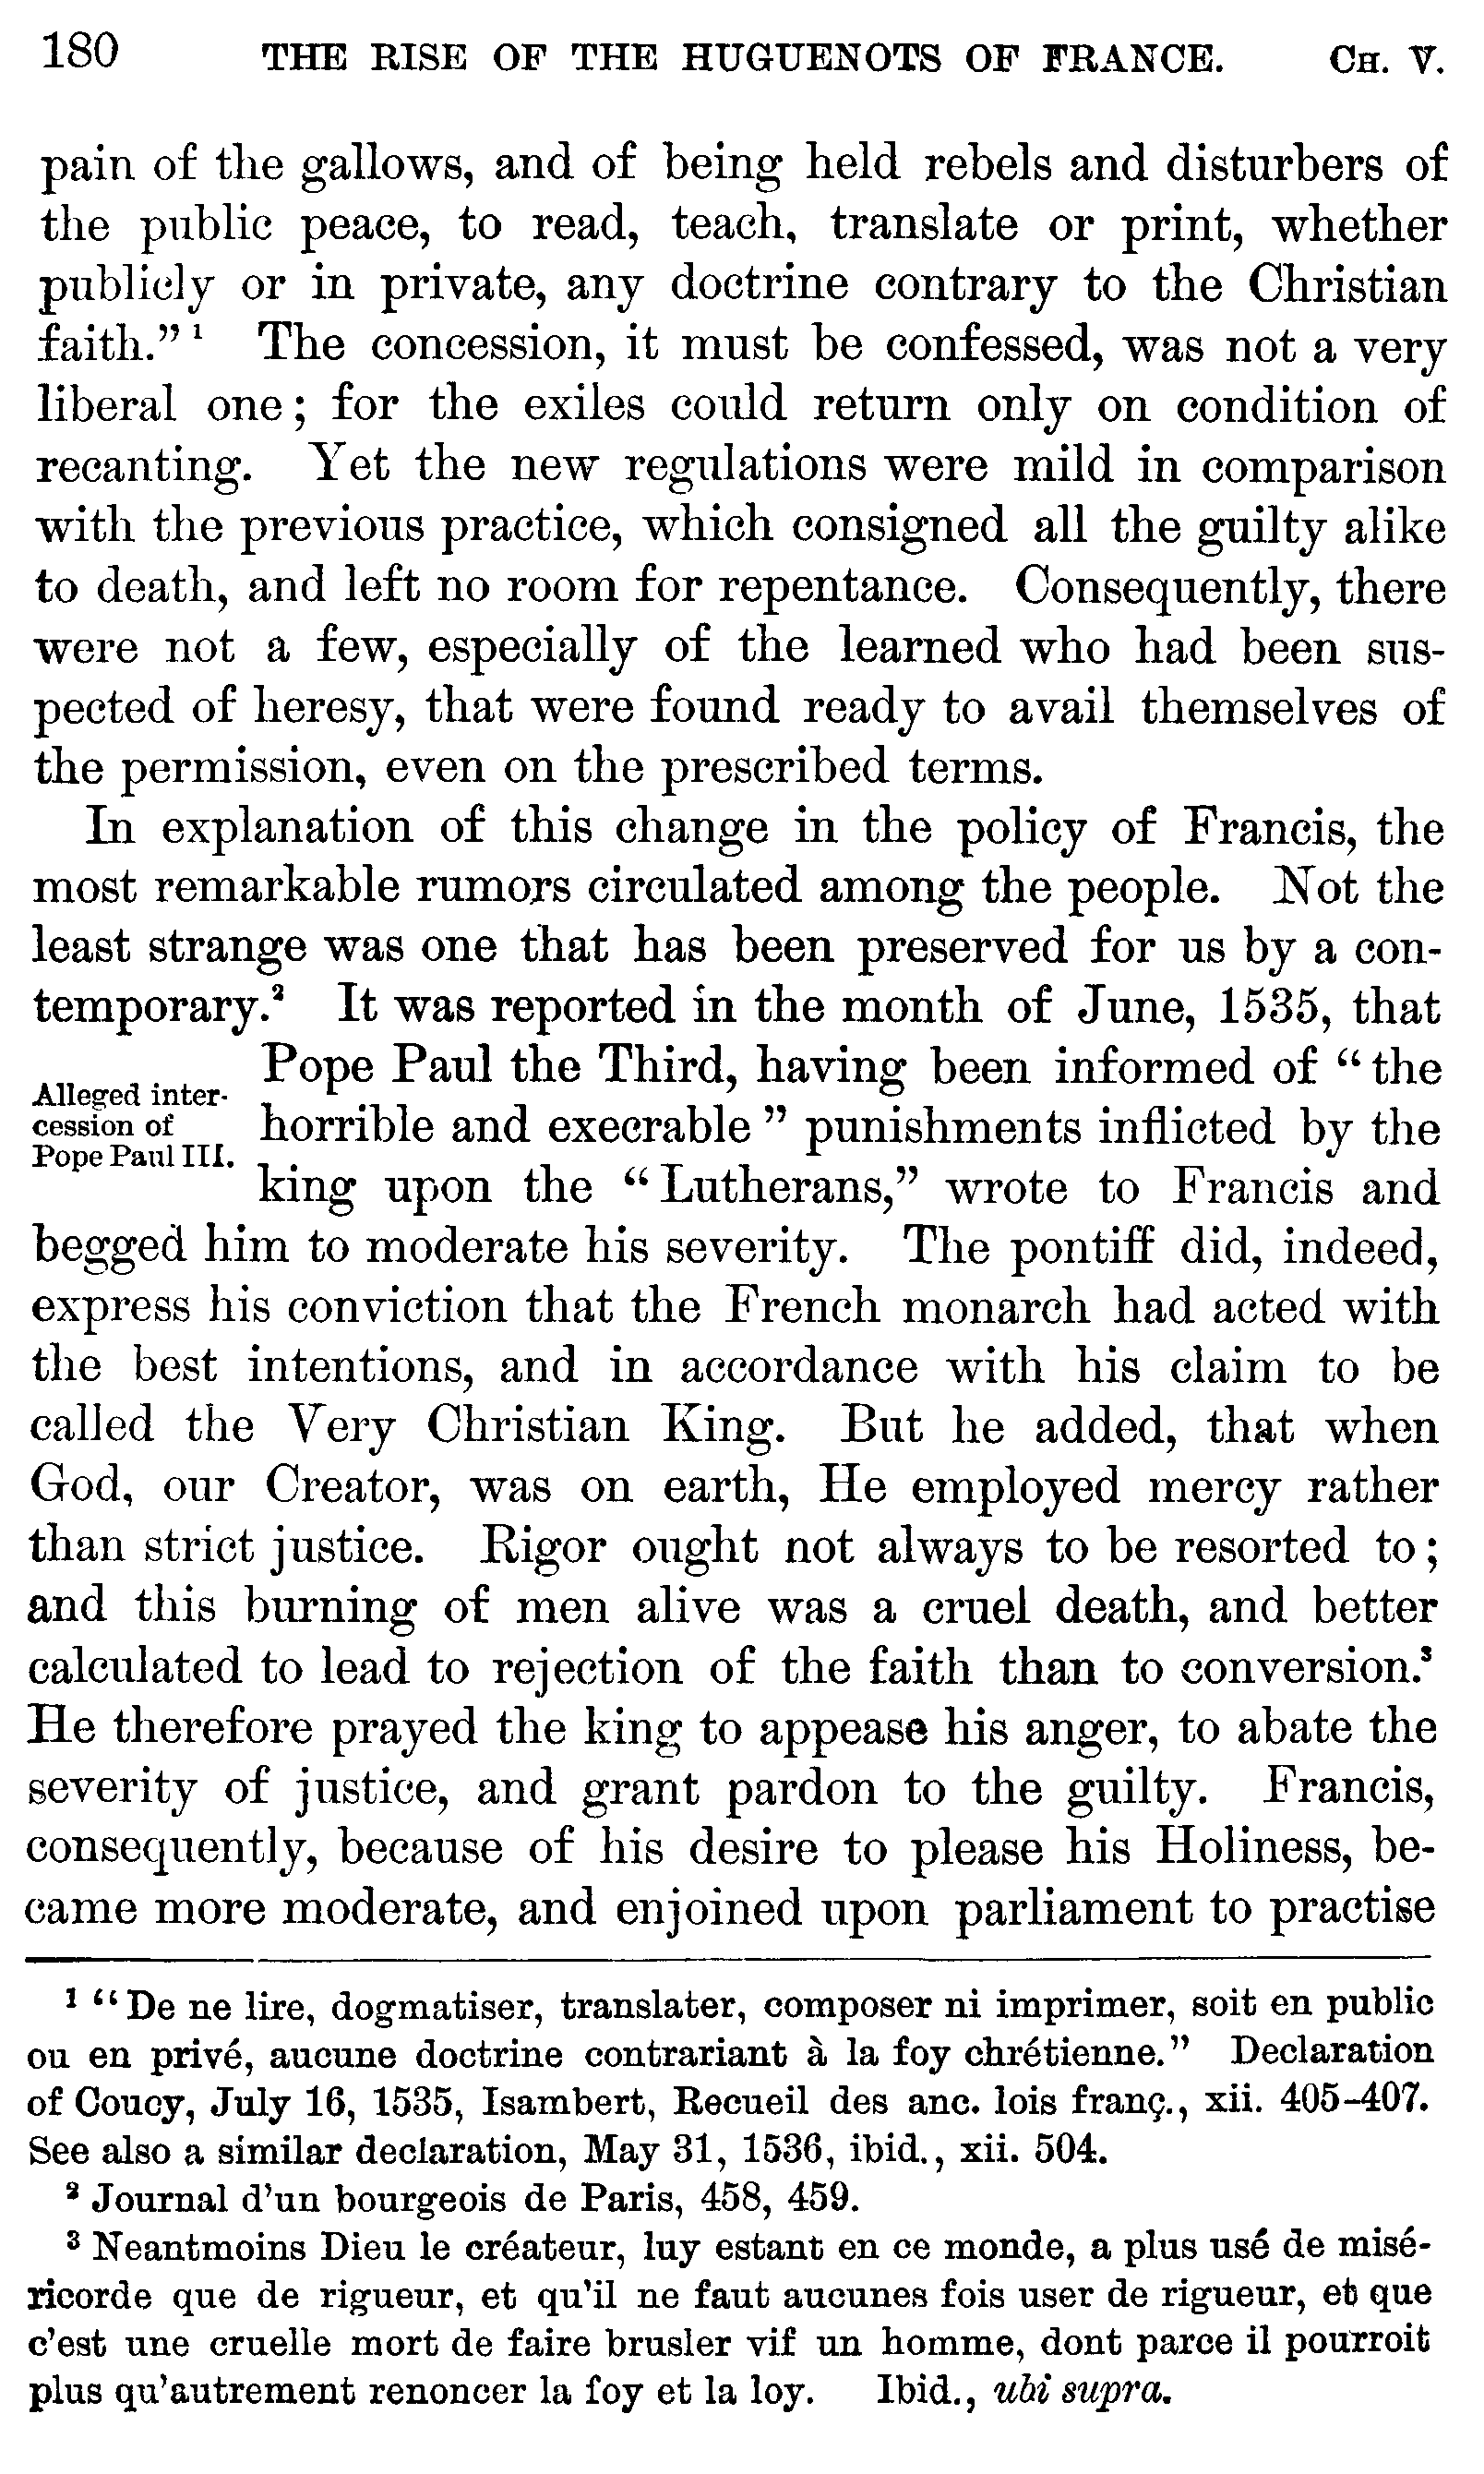 180 THE RISE OF THE HUGUENOTS OF FRANCE. CH. V.
pain of the gallows, and of being held rebels and disturbers of
the public peace, to read, teach, translate or print, whether
publicly or in private, any doctrine contrary to the Christian
faith.” ¹ The concession, it must be confessed, was not a very
liberal one; for the exiles could return only on condition of
recanting. Yet the new regulations were mild in comparison
with the previous practice, which consigned all the guilty alike
to death, and left no room for repentance. Consequently, there
were not a few, especially of the learned who had been sus-
pected of heresy, that were found ready to avail themselves of
the permission, even on the prescribed terms.
In explanation of this change in the policy of Francis, the
most remarkable rumors circulated among the people. Not the
least strange was one that has been preserved for us by a con-
temporary.² It was reported in the month of June, 1535, that
Alleged inter-
cession of
Pope Paul III.
Pope Paul the Third, having been informed of “the
horrible and execrable” punishments inflicted by the
king upon the “Lutherans,” wrote to Francis and
begged him to moderate his severity. The pontiff did, indeed,
express his conviction that the French monarch had acted with
the best intentions, and in accordance with his claim to be
called the Very Christian King. But he added, that when
God, our Creator, was on earth, He employed mercy rather
than strict justice. Rigor ought not always to be resorted to;
and this burning of men alive was a cruel death, and better
calculated to lead to rejection of the faith than to conversion.³
He therefore prayed the king to appease his anger, to abate the
severity of justice, and grant pardon to the guilty. Francis,
consequently, because of his desire to please his Holiness, be-
came more moderate, and enjoined upon parliament to practise
¹ “De ne lire, dogmatiser, translater, composer ni imprimer, soit en public
ou en privé, aucune doctrine contrariant à la foy chrétienne.” Declaration
of Coucy, July 16, 1535, Isambert, Recueil des anc. lois franç., xii. 405–407.
See also a similar declaration, May 31, 1536, ibid., xii. 504.
² Journal d’un bourgeois de Paris, 458, 459.
³ Neantmoins Dieu le créateur, luy estant en ce monde, a plus usé de misé-
ricorde que de rigueur, et qu’il ne faut aucunes fois user de rigueur, et que
c’est une cruelle mort de faire brusler vif un homme, dont parce il pourroit
plus qu’autrement renoncer la foy et la loy. Ibid., ubi supra.